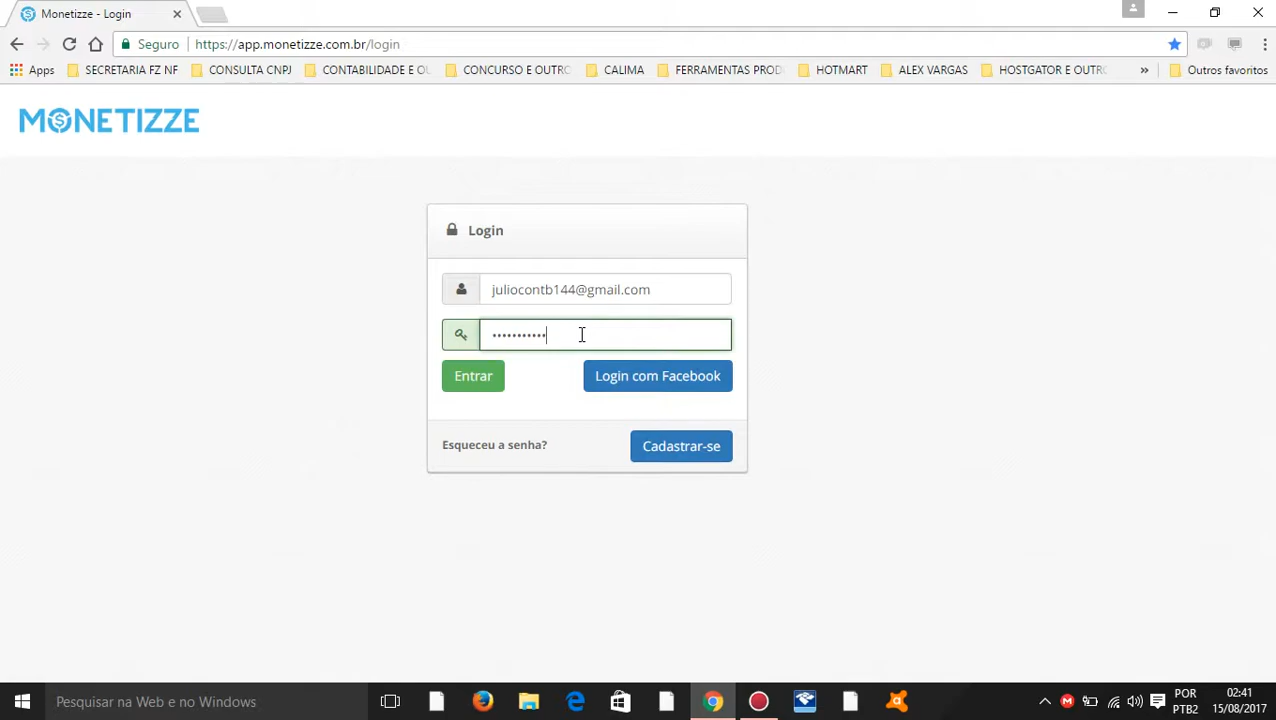 Monetizze - Login
Seguro https://app.monetizze.com.br/login
Apps SECRETARIA FZ NF CONSULTA CNPJ CONTABILIDADE E OU CONCURSO E OUTRO CALIMA FERRAMENTAS PROD HOTMART ALEX VARGAS HOSTGATOR E OUTRO » Outros favoritos
MONETIZZE
Login
juliocontb144@gmail.com
•••••••••••
Entrar Login com Facebook
Esqueceu a senha? Cadastrar-se
Pesquisar na Web e no Windows
POR 02:41
PTB2 15/08/2017